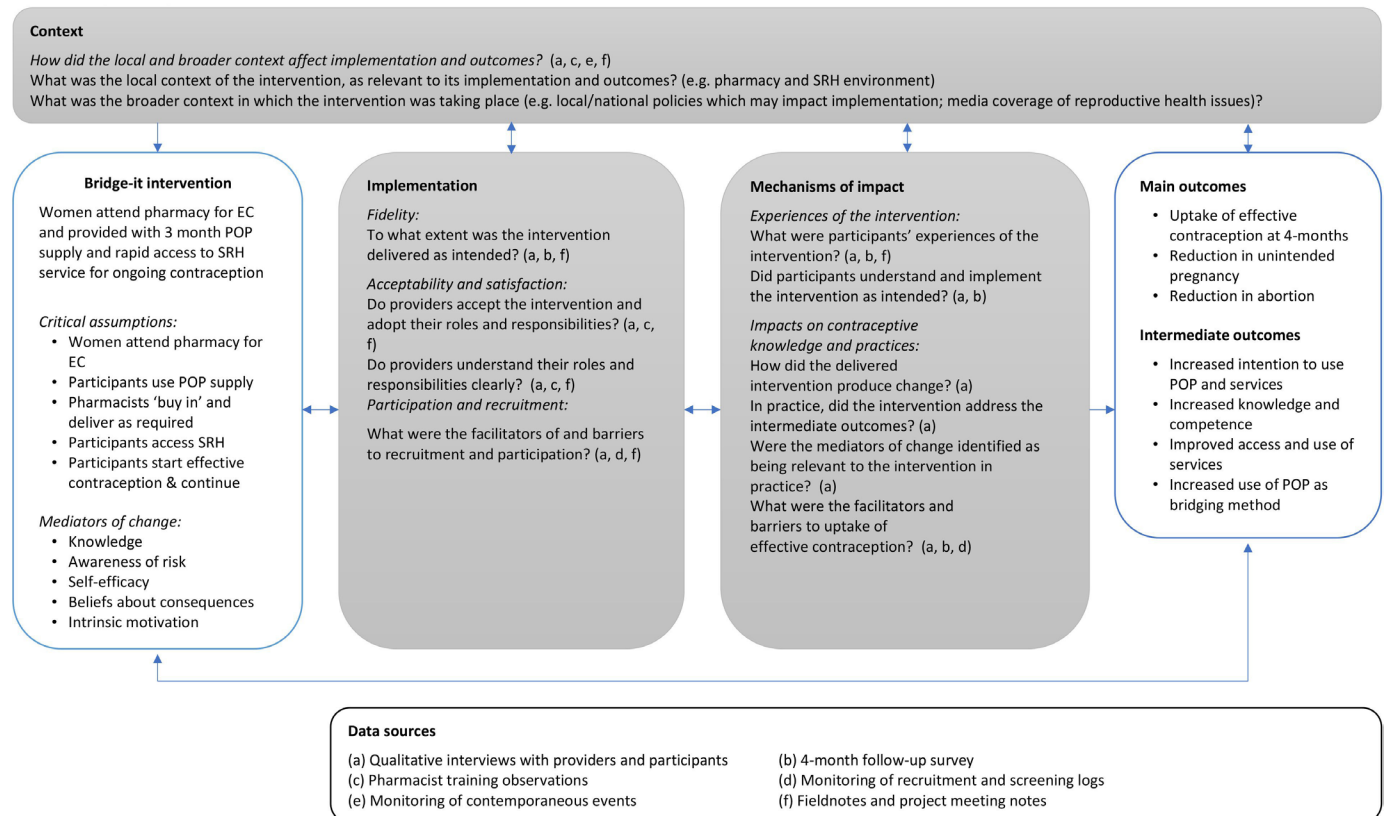 Context
How did the local and broader context affect implementation and outcomes? (a, c, e, f)
What was the local context of the intervention, as relevant to its implementation and outcomes? (e.g. pharmacy and SRH environment)
What was the broader context in which the intervention was taking place (e.g. local/national policies which may impact implementation; media coverage of reproductive health issues)?
Bridge-it intervention
Women attend pharmacy for EC
and provided with 3 month POP
supply and rapid access to SRH
service for ongoing contraception
Critical assumptions:
• Women attend pharmacy for
EC
• Participants use POP supply
• Pharmacists ‘buy in’ and
deliver as required
• Participants access SRH
• Participants start effective
contraception & continue
Mediators of change:
• Knowledge
• Awareness of risk
• Self-efficacy
• Beliefs about consequences
• Intrinsic motivation
Implementation
Fidelity:
To what extent was the intervention
delivered as intended? (a, b, f)
Acceptability and satisfaction:
Do providers accept the intervention and
adopt their roles and responsibilities? (a, c,
f)
Do providers understand their roles and
responsibilities clearly? (a, c, f)
Participation and recruitment:
What were the facilitators of and barriers
to recruitment and participation? (a, d, f)
Mechanisms of impact
Experiences of the intervention:
What were participants’ experiences of the
intervention? (a, b, f)
Did participants understand and implement
the intervention as intended? (a, b)
Impacts on contraceptive
knowledge and practices:
How did the delivered
intervention produce change? (a)
In practice, did the intervention address the
intermediate outcomes? (a)
Were the mediators of change identified as
being relevant to the intervention in
practice? (a)
What were the facilitators and
barriers to uptake of
effective contraception? (a, b, d)
Main outcomes
• Uptake of effective
contraception at 4-months
• Reduction in unintended
pregnancy
• Reduction in abortion
Intermediate outcomes
• Increased intention to use
POP and services
• Increased knowledge and
competence
• Improved access and use of
services
• Increased use of POP as
bridging method
Data sources
(a) Qualitative interviews with providers and participants
(b) 4-month follow-up survey
(c) Pharmacist training observations
(d) Monitoring of recruitment and screening logs
(e) Monitoring of contemporaneous events
(f) Fieldnotes and project meeting notes